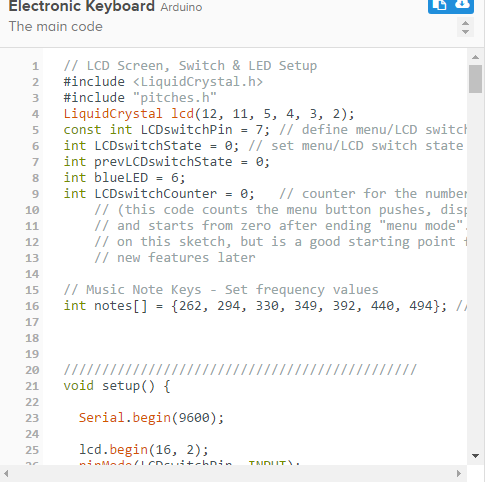 Electronic Keyboard Arduino
The main code
1 // LCD Screen, Switch & LED Setup
2 #include <LiquidCrystal.h>
3 #include "pitches.h"
4 LiquidCrystal lcd(12, 11, 5, 4, 3, 2);
5 const int LCDswitchPin = 7; // define menu/LCD switch
6 int LCDswitchState = 0; // set menu/LCD switch state
7 int prevLCDswitchState = 0;
8 int blueLED = 6;
9 int LCDswitchCounter = 0;   // counter for the number
10     // (this code counts the menu button pushes, disp
11     // and starts from zero after ending "menu mode".
12     // on this sketch, but is a good starting point f
13     // new features later
14
15 // Music Note Keys - Set frequency values
16 int notes[] = {262, 294, 330, 349, 392, 440, 494}; //
17
18
19
20 //////////////////////////////////////////////
21 void setup() {
22
23   Serial.begin(9600);
24
25   lcd.begin(16, 2);
26   pinMode(LCDswitchPin, INPUT);